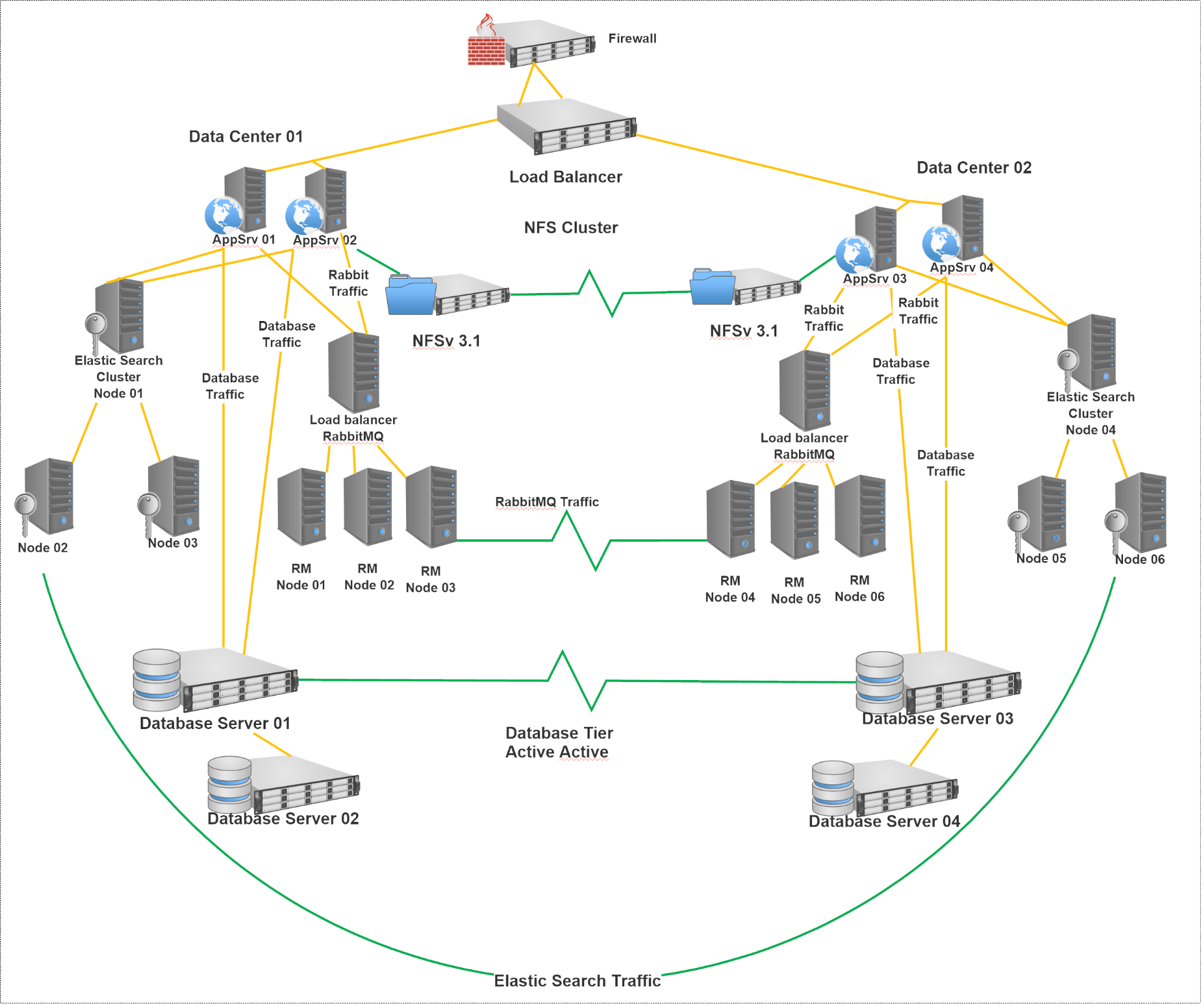 Firewall
Data Center 01
Load Balancer
Data Center 02
NFS Cluster
AppSrv 01
AppSrv 02
AppSrv 03
AppSrv 04
Rabbit
Traffic
Rabbit
Traffic
Rabbit
Traffic
NFSv 3.1
NFSv 3.1
Database
Traffic
Database
Traffic
Database
Traffic
Database
Traffic
Elastic Search
Cluster
Node 01
Elastic Search
Cluster
Node 04
Load balancer
RabbitMQ
Load balancer
RabbitMQ
RabbitMQ Traffic
Node 02
Node 03
RM
Node 01
RM
Node 02
RM
Node 03
RM
Node 04
RM
Node 05
RM
Node 06
Node 05
Node 06
Database Server 01
Database Server 03
Database Tier
Active Active
Database Server 02
Database Server 04
Elastic Search Traffic